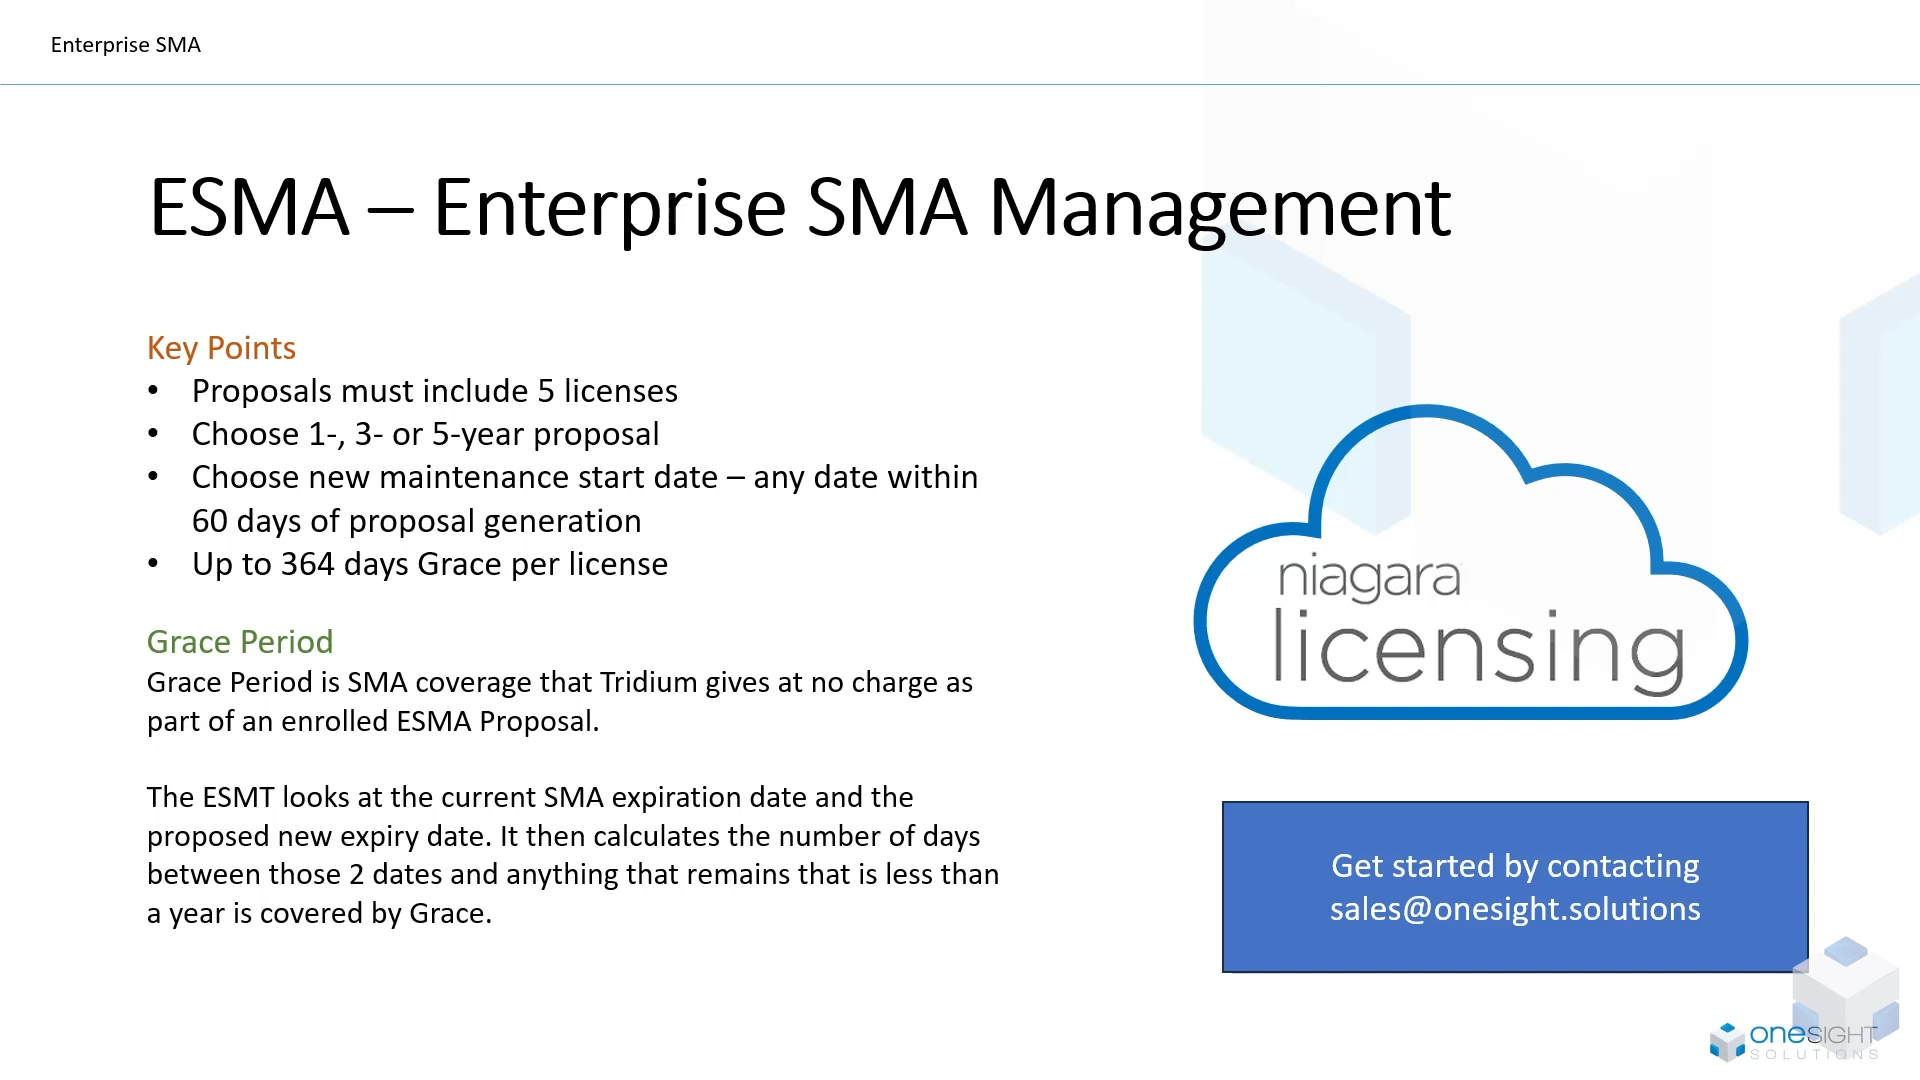 Enterprise SMA
ESMA – Enterprise SMA Management
Key Points
• Proposals must include 5 licenses
• Choose 1-, 3- or 5-year proposal
• Choose new maintenance start date – any date within
60 days of proposal generation
• Up to 364 days Grace per license
Grace Period
Grace Period is SMA coverage that Tridium gives at no charge as
part of an enrolled ESMA Proposal.
The ESMT looks at the current SMA expiration date and the
proposed new expiry date. It then calculates the number of days
between those 2 dates and anything that remains that is less than
a year is covered by Grace.
niagara
licensing
Get started by contacting
sales@onesight.solutions
oneSIGHT
SOLUTIONS